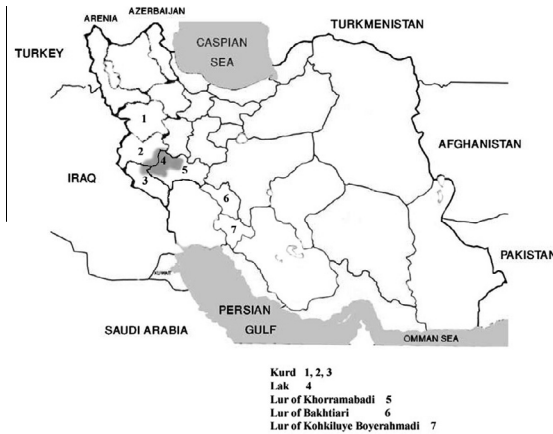 AZERBAIJAN
ARENIA
TURKMENISTAN
TURKEY
CASPIAN
SEA
1
AFGHANISTAN
2
4
IRAQ
3
5
6
7
PAKISTAN
KUWAIT
PERSIAN
GULF
SAUDI ARABIA
OMMAN SEA
Kurd 1, 2, 3
Lak 4
Lur of Khorramabadi 5
Lur of Bakhtiari 6
Lur of Kohkiluye Boyerahmadi 7